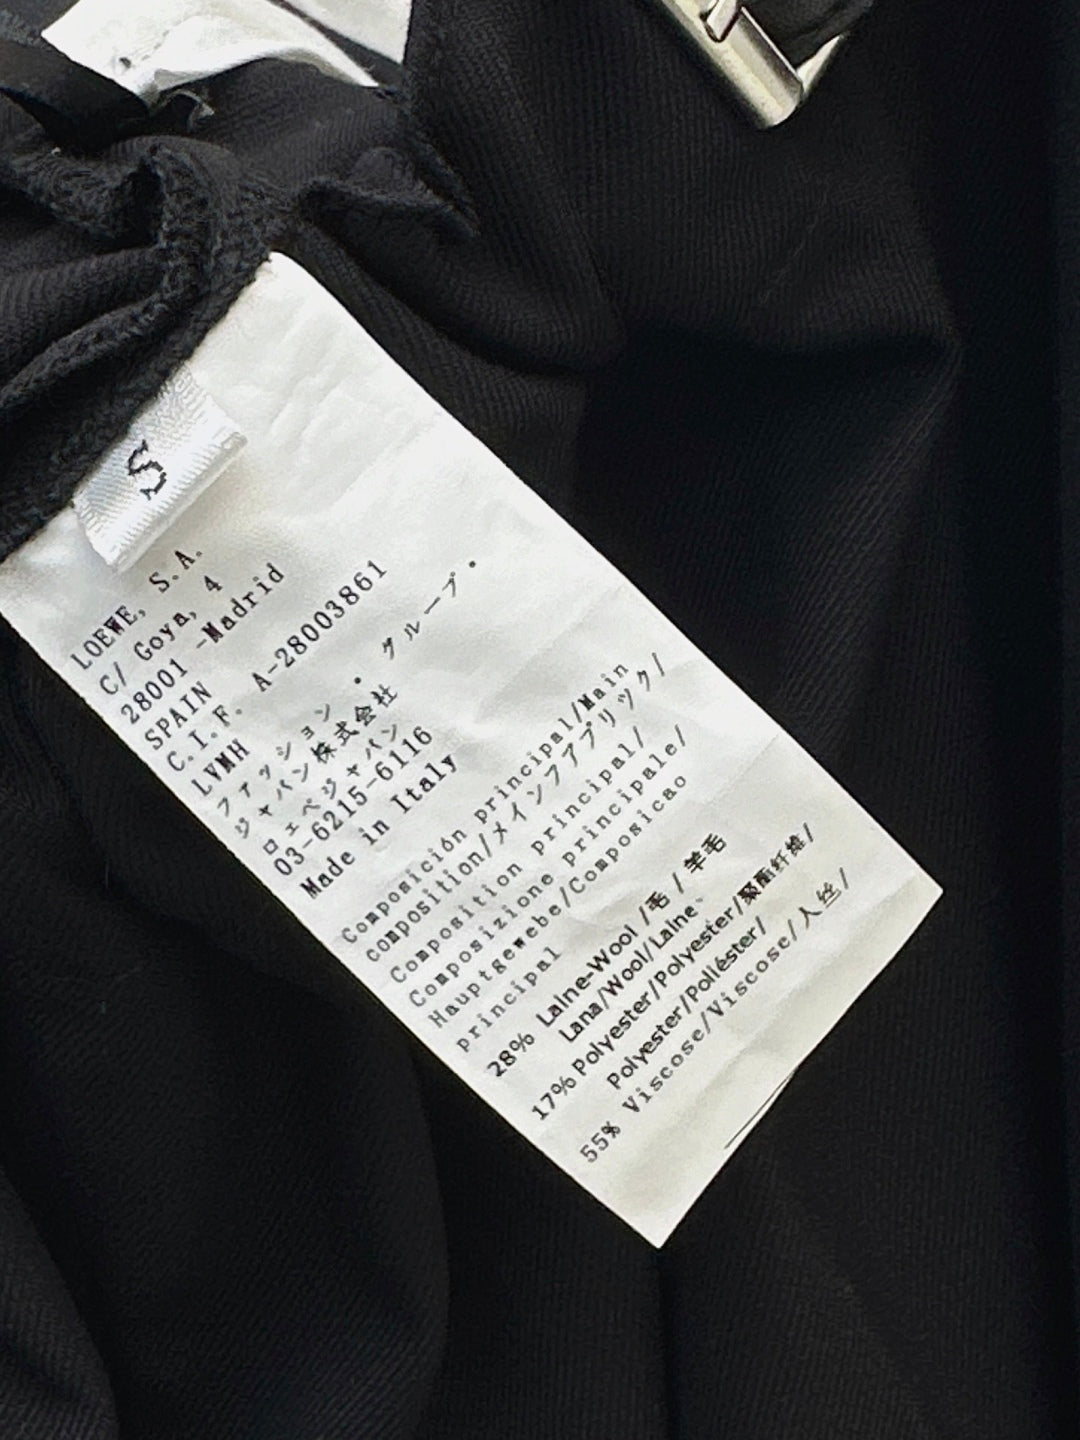 S
LOEWE, S.A.
C/ Goya, 4
28001 -Madrid
SPAIN
C.I.F. A-28003861
LVMH
ファッション・グループ・
ジャパン株式会社
ロエベジャパン
03-6215-6116
Made in Italy
Composición principal/Main
composition/メインファアブリック/
Composition principal/
Composizione principale/
Hauptgewebe/Composicao
principal
28% Laine-Wool /毛 / 羊毛
Lana/Wool/Laine、
17% Polyester/Polyester/聚酯纤维/
Polyester/Poliéster/
55% Viscose/Viscose/人丝/